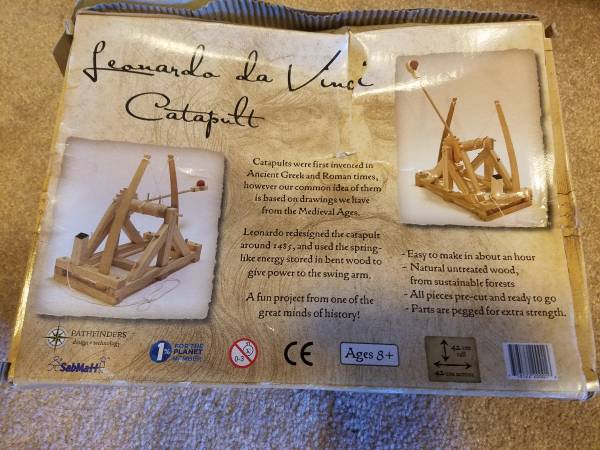 Leonardo da Vinci
Catapult
Catapults were first invented in
Ancient Greek and Roman times,
however our common idea of them
is based on drawings we have
from the Medieval Ages.
Leonardo redesigned the catapult
around 1485, and used the spring-
like energy stored in bent wood to
give power to the swing arm.
A fun project from one of the
great minds of history!
- Easy to make in about an hour
- Natural untreated wood,
from sustainable forests
- All pieces pre-cut and ready to go
- Parts are pegged for extra strength.
PATHFINDERS
design • technology
SabMatt
1% FOR THE
PLANET
MEMBER
0-3
CE
Ages 8+
42 cm
tall
42 cm